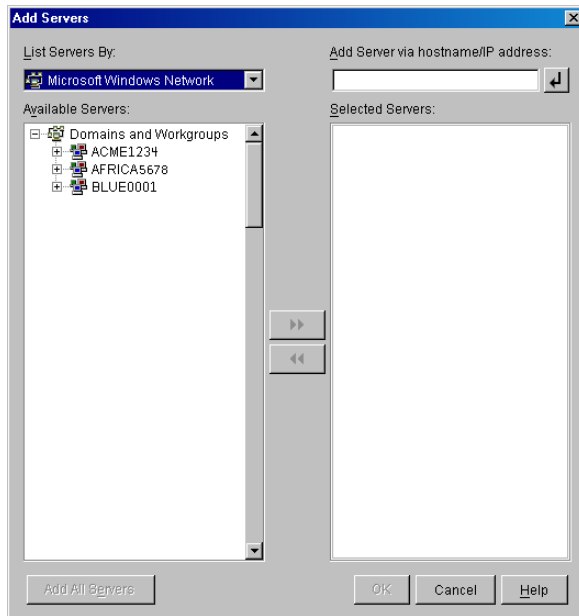 Add Servers
List Servers By:
Add Server via hostname/IP address:
Microsoft Windows Network
Available Servers:
Selected Servers:
Domains and Workgroups
ACME1234
AFRICA5678
BLUE0001
Add All Servers
OK
Cancel
Help